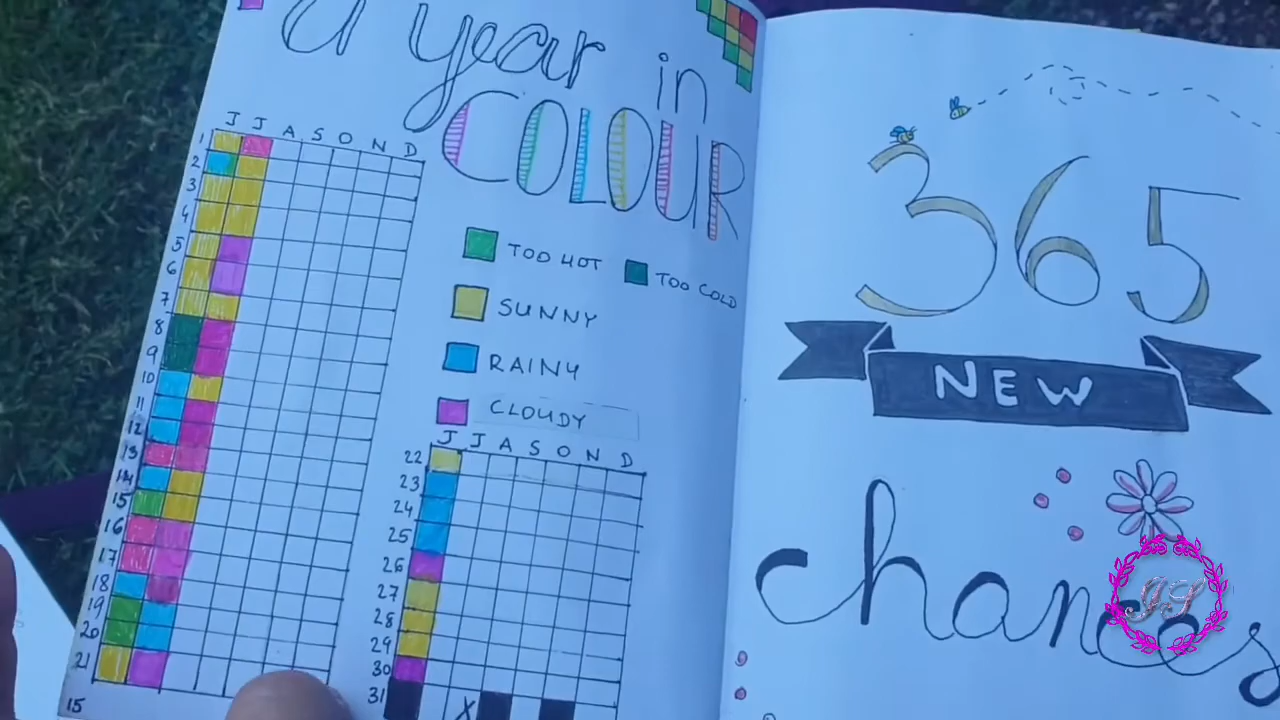 a year in
COLOUR
J J A S O N D
1
2
3
4
5
6
7
8
9
10
11
12
13
14
15
16
17
18
19
20
21
15
TOO HOT
TOO COLD
SUNNY
RAINY
CLOUDY
J J A S O N D
22
23
24
25
26
27
28
29
30
31
X
365
NEW
chances